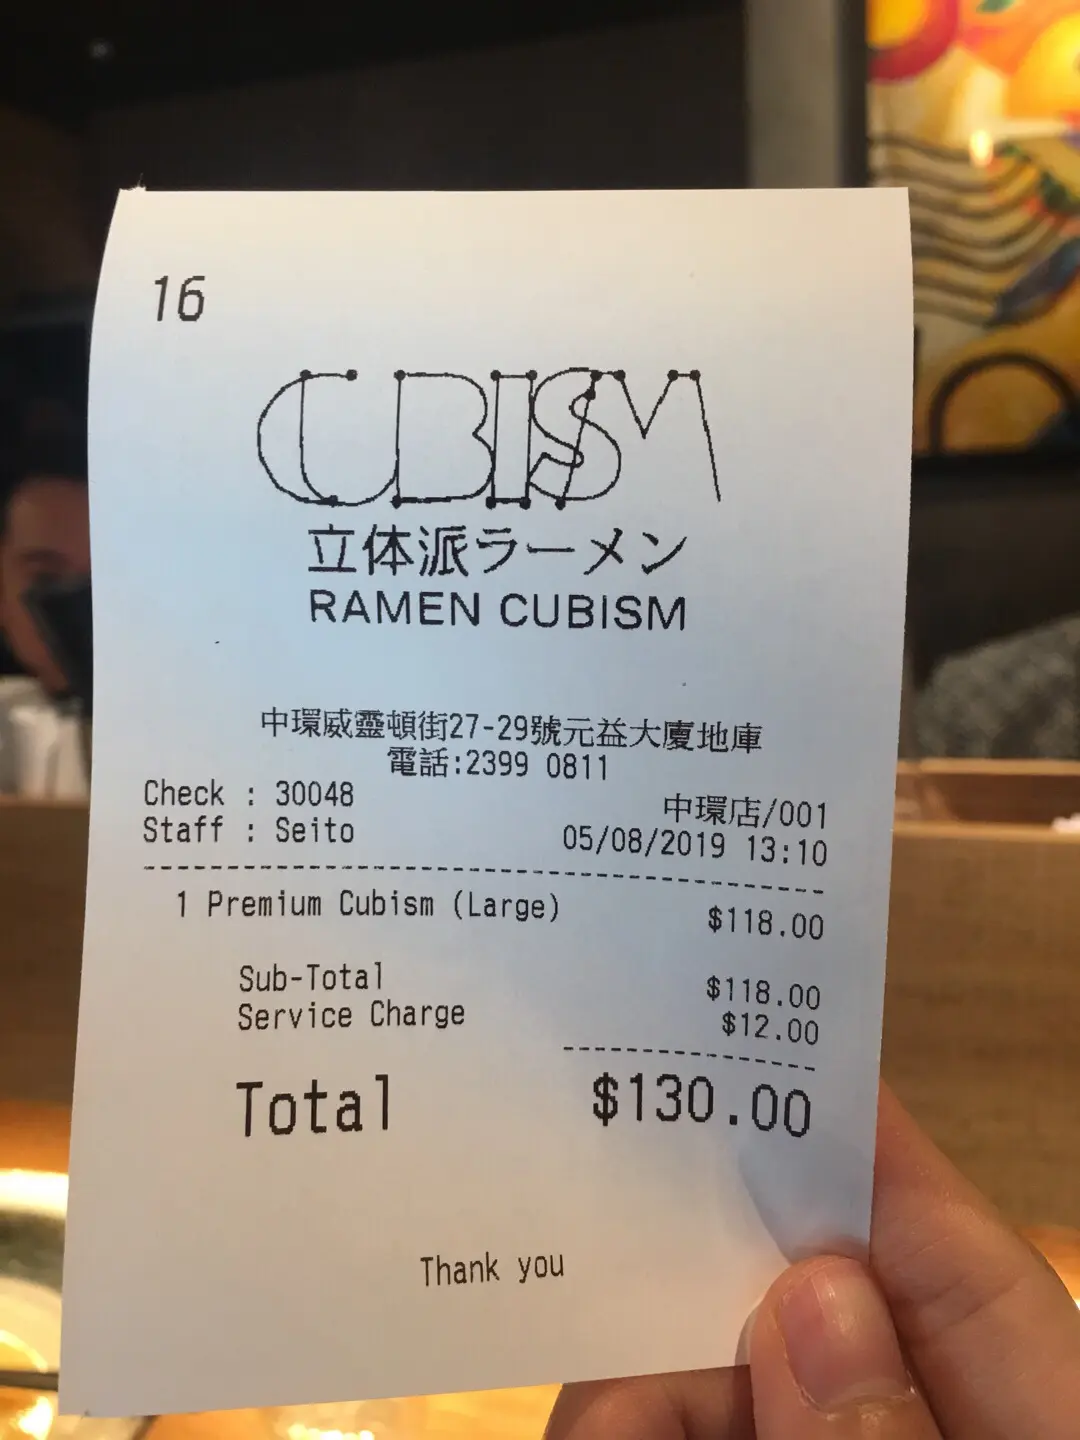 16
CUBISM
立体派ラーメン
RAMEN CUBISM
中環威靈頓街27-29號元益大廈地庫
電話:2399 0811
Check : 30048
中環店/001
Staff : Seito
05/08/2019 13:10
1 Premium Cubism (Large) $118.00
Sub-Total $118.00
Service Charge $12.00
Total $130.00
Thank you